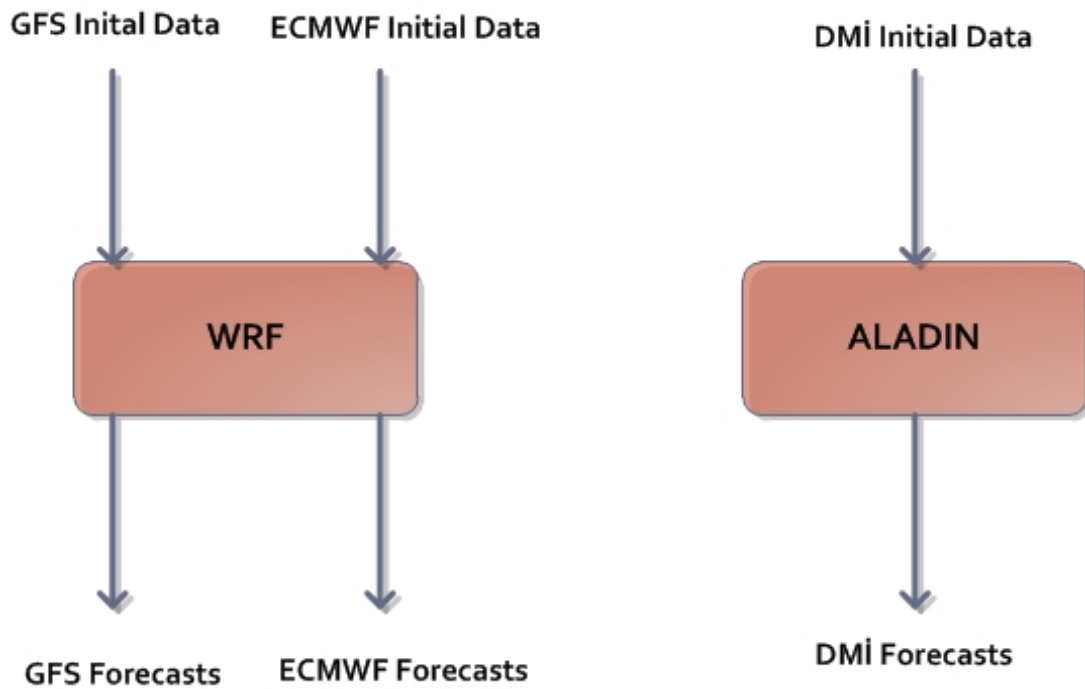 GFS Inital Data
ECMWF Initial Data
DMİ Initial Data
WRF
ALADIN
GFS Forecasts
ECMWF Forecasts
DMİ Forecasts